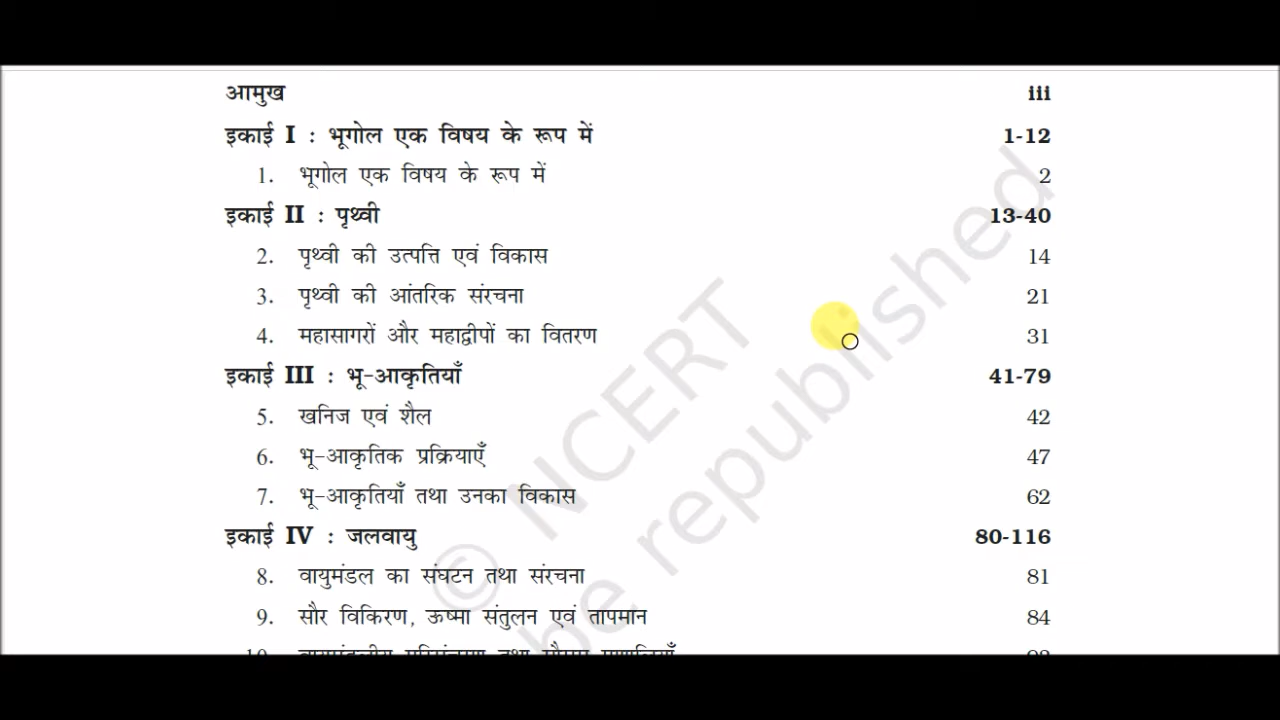 आमुख iii
इकाई I : भूगोल एक विषय के रूप में 1-12
1. भूगोल एक विषय के रूप में 2
इकाई II : पृथ्वी 13-40
2. पृथ्वी की उत्पत्ति एवं विकास 14
3. पृथ्वी की आंतरिक संरचना 21
4. महासागरों और महाद्वीपों का वितरण 31
इकाई III : भू-आकृतियाँ 41-79
5. खनिज एवं शैल 42
6. भू-आकृतिक प्रक्रियाएँ 47
7. भू-आकृतियाँ तथा उनका विकास 62
इकाई IV : जलवायु 80-116
8. वायुमंडल का संघटन तथा संरचना 81
9. सौर विकिरण, ऊष्मा संतुलन एवं तापमान 84
© NCERT
be republished